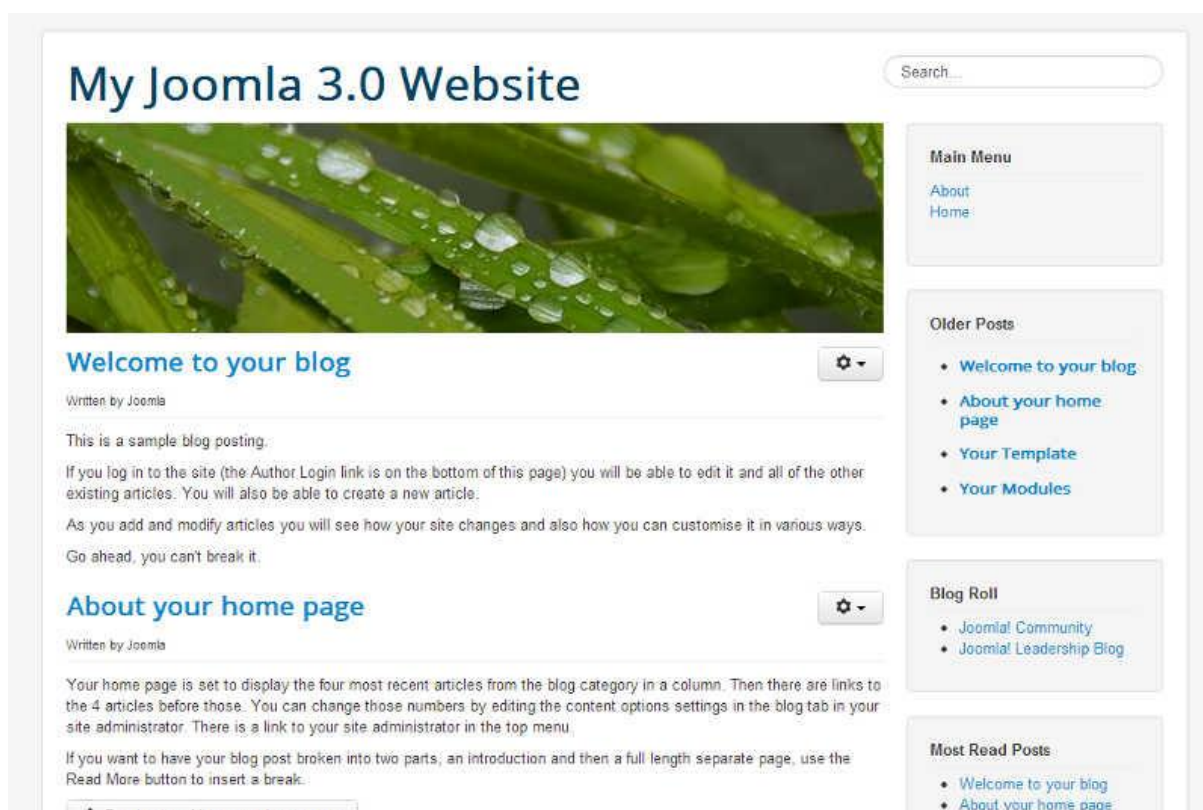 My Joomla 3.0 Website
Search...
Welcome to your blog
Written by Joomla
This is a sample blog posting.
If you log in to the site (the Author Login link is on the bottom of this page) you will be able to edit it and all of the other
existing articles. You will also be able to create a new article.
As you add and modify articles you will see how your site changes and also how you can customise it in various ways.
Go ahead, you can't break it.
About your home page
Written by Joomla
Your home page is set to display the four most recent articles from the blog category in a column. Then there are links to
the 4 articles before those. You can change those numbers by editing the content options settings in the blog tab in your
site administrator. There is a link to your site administrator in the top menu.
If you want to have your blog post broken into two parts, an introduction and then a full length separate page, use the
Read More button to insert a break.
Main Menu
About
Home
Older Posts
• Welcome to your blog
• About your home
page
• Your Template
• Your Modules
Blog Roll
• Joomla! Community
• Joomla! Leadership Blog
Most Read Posts
• Welcome to your blog
• About your home page